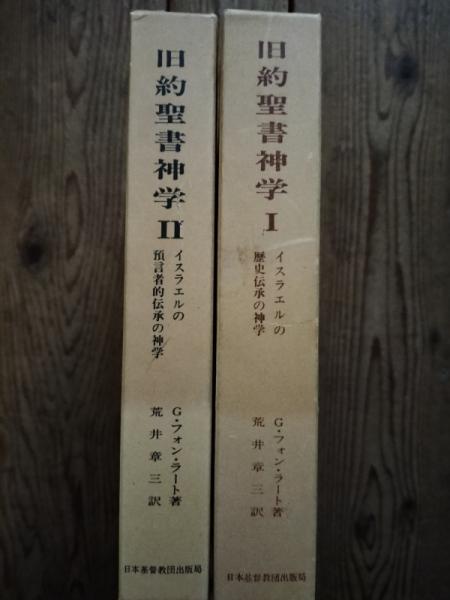 旧約聖書神学 I
イスラエルの
歴史伝承の神学
G・フォン・ラート著
荒井章三訳
日本基督教団出版局
旧約聖書神学 II
イスラエルの
預言者的伝承の神学
G・フォン・ラート著
荒井章三訳
日本基督教団出版局